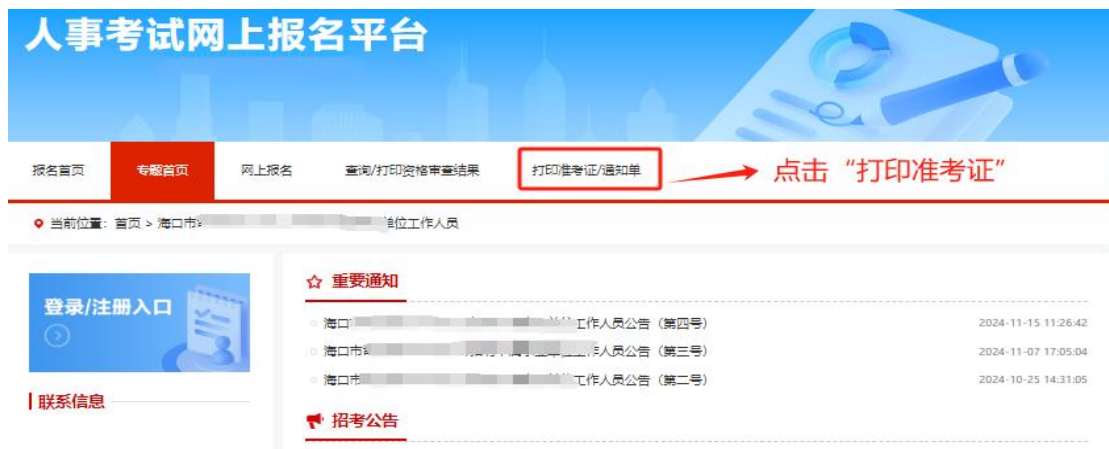 人事考试网上报名平台
报名首页 专题首页 网上报名 查询/打印资格审查结果 打印准考证/通知单 点击“打印准考证”
当前位置：首页 > 海口市 单位工作人员
登录/注册入口
联系信息
重要通知
海口 工作人员公告（第四号） 2024-11-15 11:26:42
海口市 人员公告（第三号） 2024-11-07 17:05:04
海口市 工作人员公告（第二号） 2024-10-25 14:31:05
招考公告